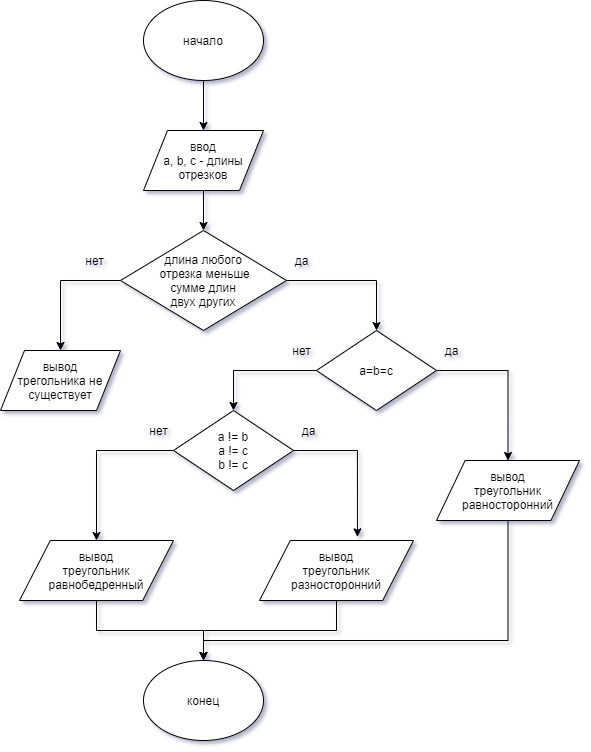 начало
ввод
a, b, c - длины
отрезков
длина любого
отрезка меньше
сумме длин
двух других
нет
да
вывод
трегольника не
существует
a=b=c
нет
да
a != b
a != c
b != c
нет
да
вывод
треугольник
равносторонний
вывод
треугольник
равнобедренный
вывод
треугольник
разносторонний
конец